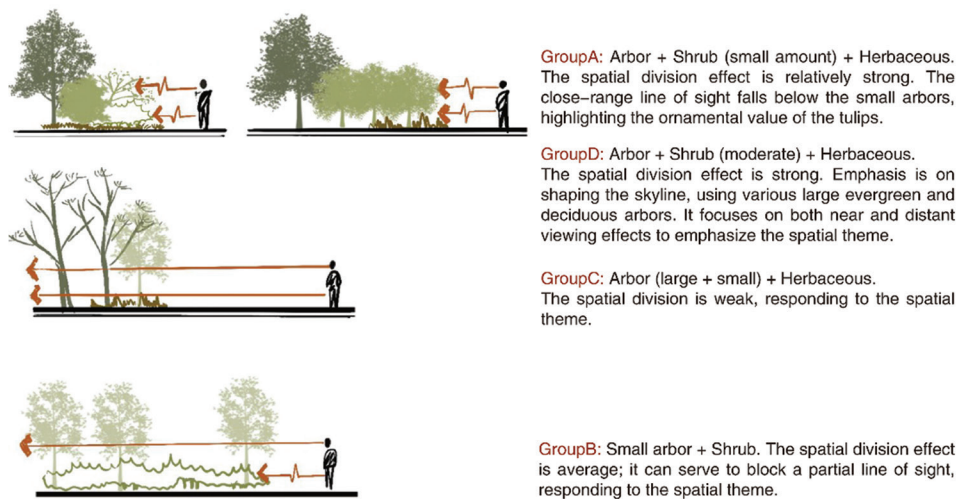 GroupA: Arbor + Shrub (small amount) + Herbaceous.
The spatial division effect is relatively strong. The
close-range line of sight falls below the small arbors,
highlighting the ornamental value of the tulips.
GroupD: Arbor + Shrub (moderate) + Herbaceous.
The spatial division effect is strong. Emphasis is on
shaping the skyline, using various large evergreen and
deciduous arbors. It focuses on both near and distant
viewing effects to emphasize the spatial theme.
GroupC: Arbor (large + small) + Herbaceous.
The spatial division is weak, responding to the spatial
theme.
GroupB: Small arbor + Shrub. The spatial division effect
is average; it can serve to block a partial line of sight,
responding to the spatial theme.